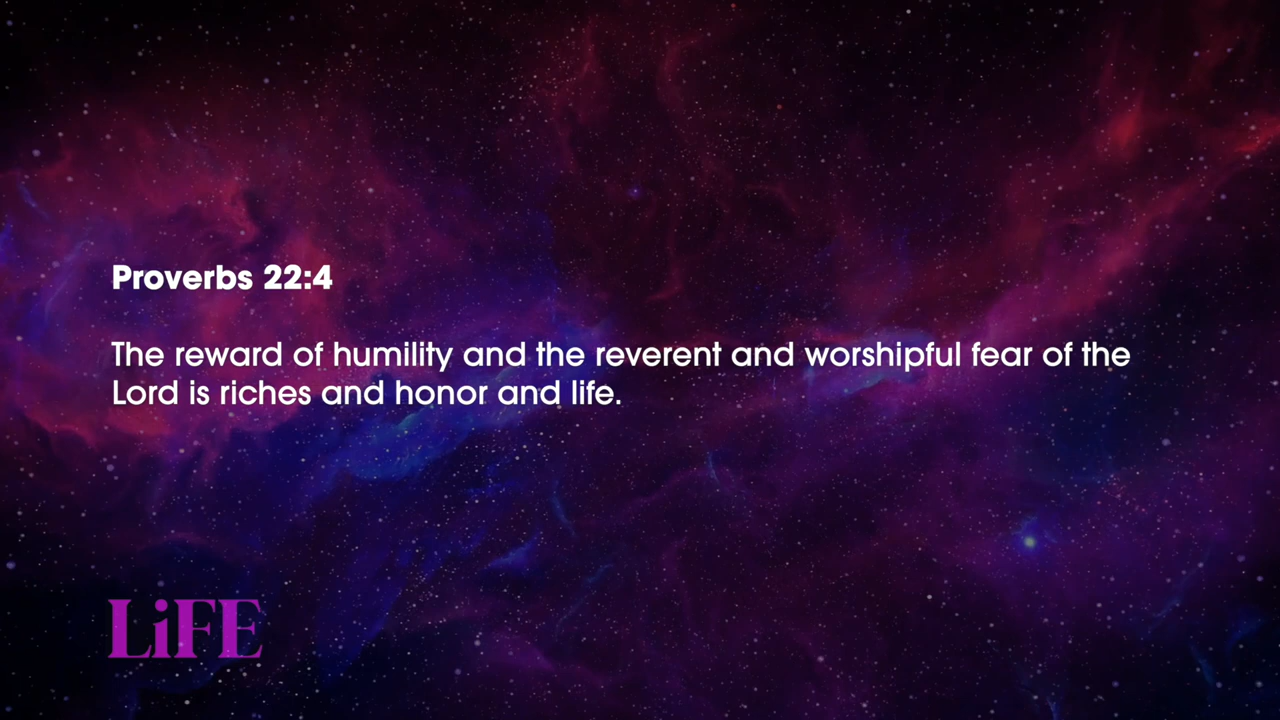 Proverbs 22:4
The reward of humility and the reverent and worshipful fear of the
Lord is riches and honor and life.
LiFE